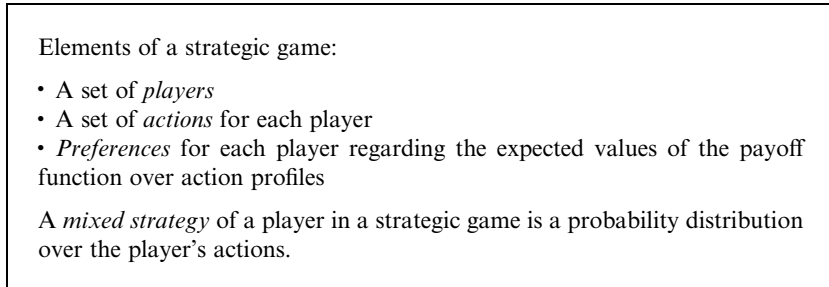 Elements of a strategic game:
• A set of players
• A set of actions for each player
• Preferences for each player regarding the expected values of the payoff
function over action profiles
A mixed strategy of a player in a strategic game is a probability distribution
over the player's actions.